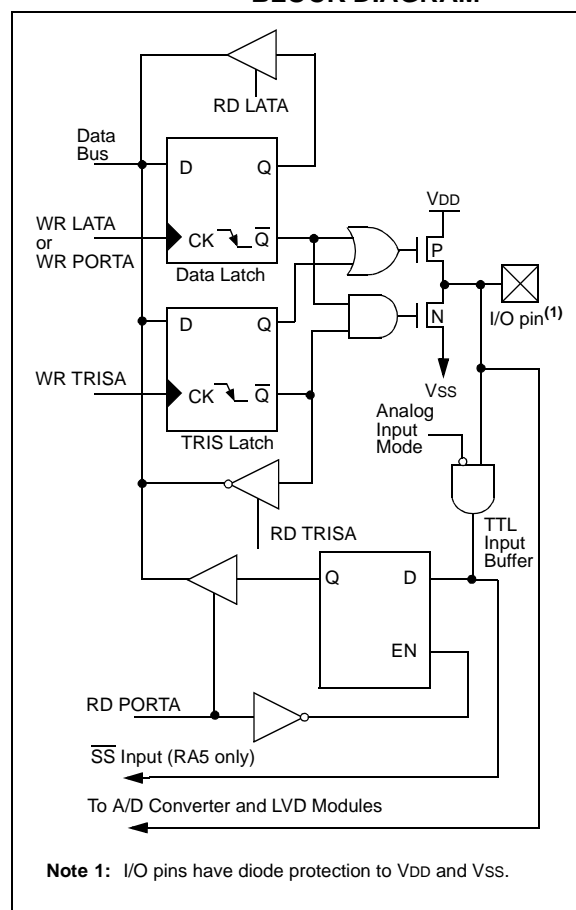 BLOCK DIAGRAM
RD LATA
Data
Bus
D Q
VDD
WR LATA
or
WR PORTA
CK Q̅
P
Data Latch
D Q
N
I/O pin(1)
WR TRISA
CK Q̅
VSS
TRIS Latch
Analog
Input
Mode
RD TRISA
TTL
Input
Buffer
Q D
EN
RD PORTA
S̅S̅ Input (RA5 only)
To A/D Converter and LVD Modules
Note 1: I/O pins have diode protection to VDD and VSS.